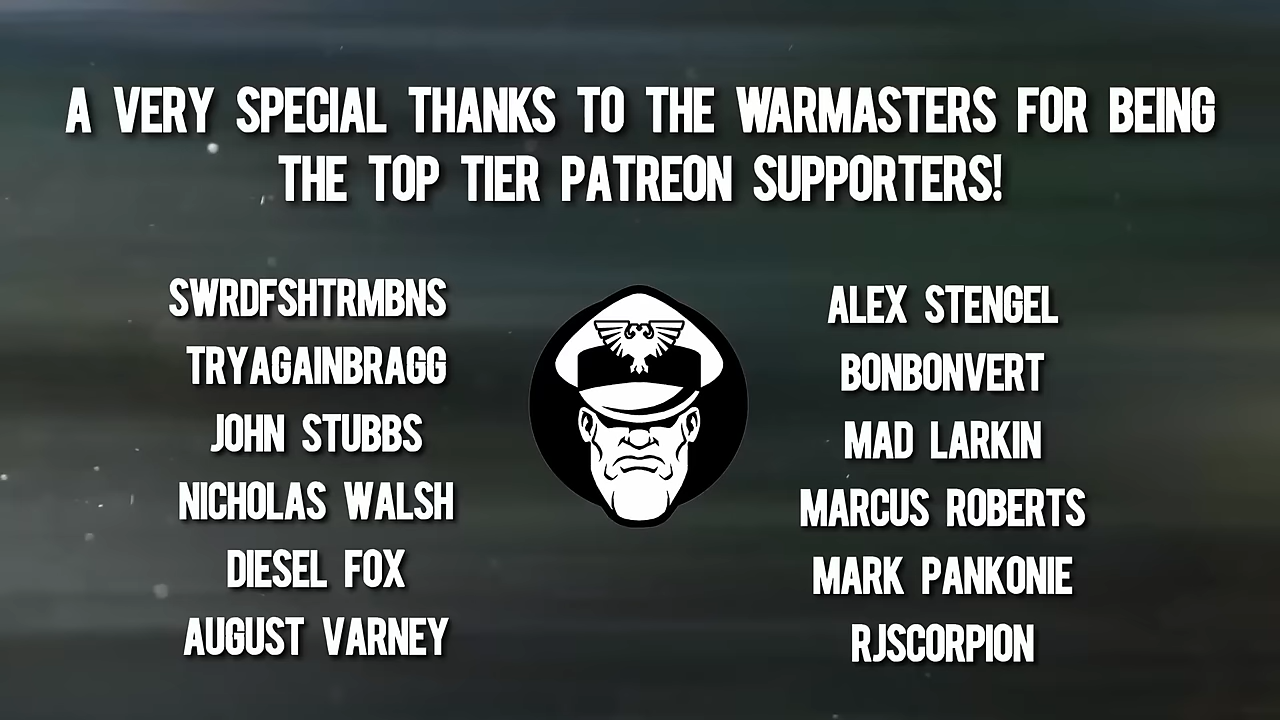 A VERY SPECIAL THANKS TO THE WARMASTERS FOR BEING
THE TOP TIER PATREON SUPPORTERS!
SWRDFSHTRMBNS
TRYAGAINBRAGG
JOHN STUBBS
NICHOLAS WALSH
DIESEL FOX
AUGUST VARNEY
ALEX STENGEL
BONBONVERT
MAD LARKIN
MARCUS ROBERTS
MARK PANKONIE
RJSCORPION